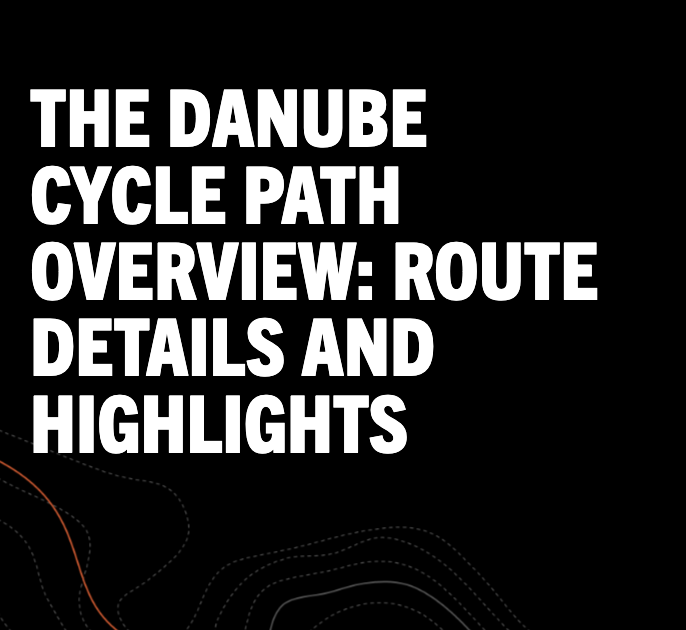 THE DANUBE
CYCLE PATH
OVERVIEW: ROUTE
DETAILS AND
HIGHLIGHTS